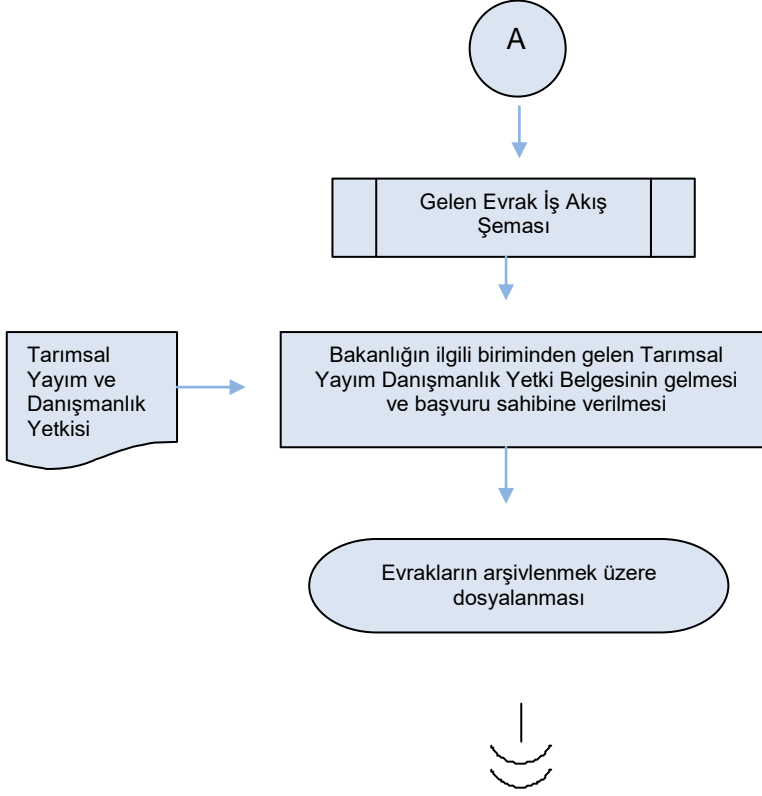 A
Gelen Evrak İş Akış
Şeması
Tarımsal
Yayım ve
Danışmanlık
Yetkisi
Bakanlığın ilgili biriminden gelen Tarımsal
Yayım Danışmanlık Yetki Belgesinin gelmesi
ve başvuru sahibine verilmesi
Evrakların arşivlenmek üzere
dosyalanması